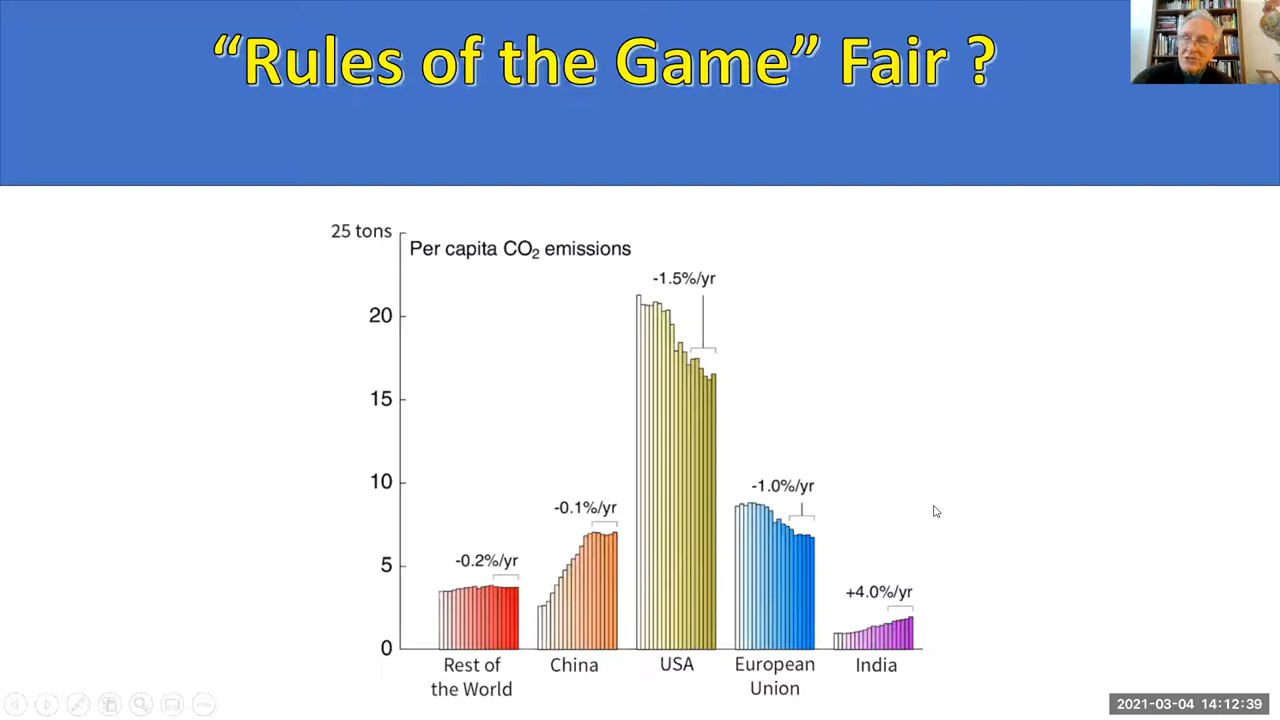 “Rules of the Game” Fair ?
25 tons
Per capita CO₂ emissions
-1.5%/yr
20
15
10
-1.0%/yr
-0.1%/yr
5
-0.2%/yr
+4.0%/yr
0
Rest of
the World
China
USA
European
Union
India
2021-03-04 14:12:39